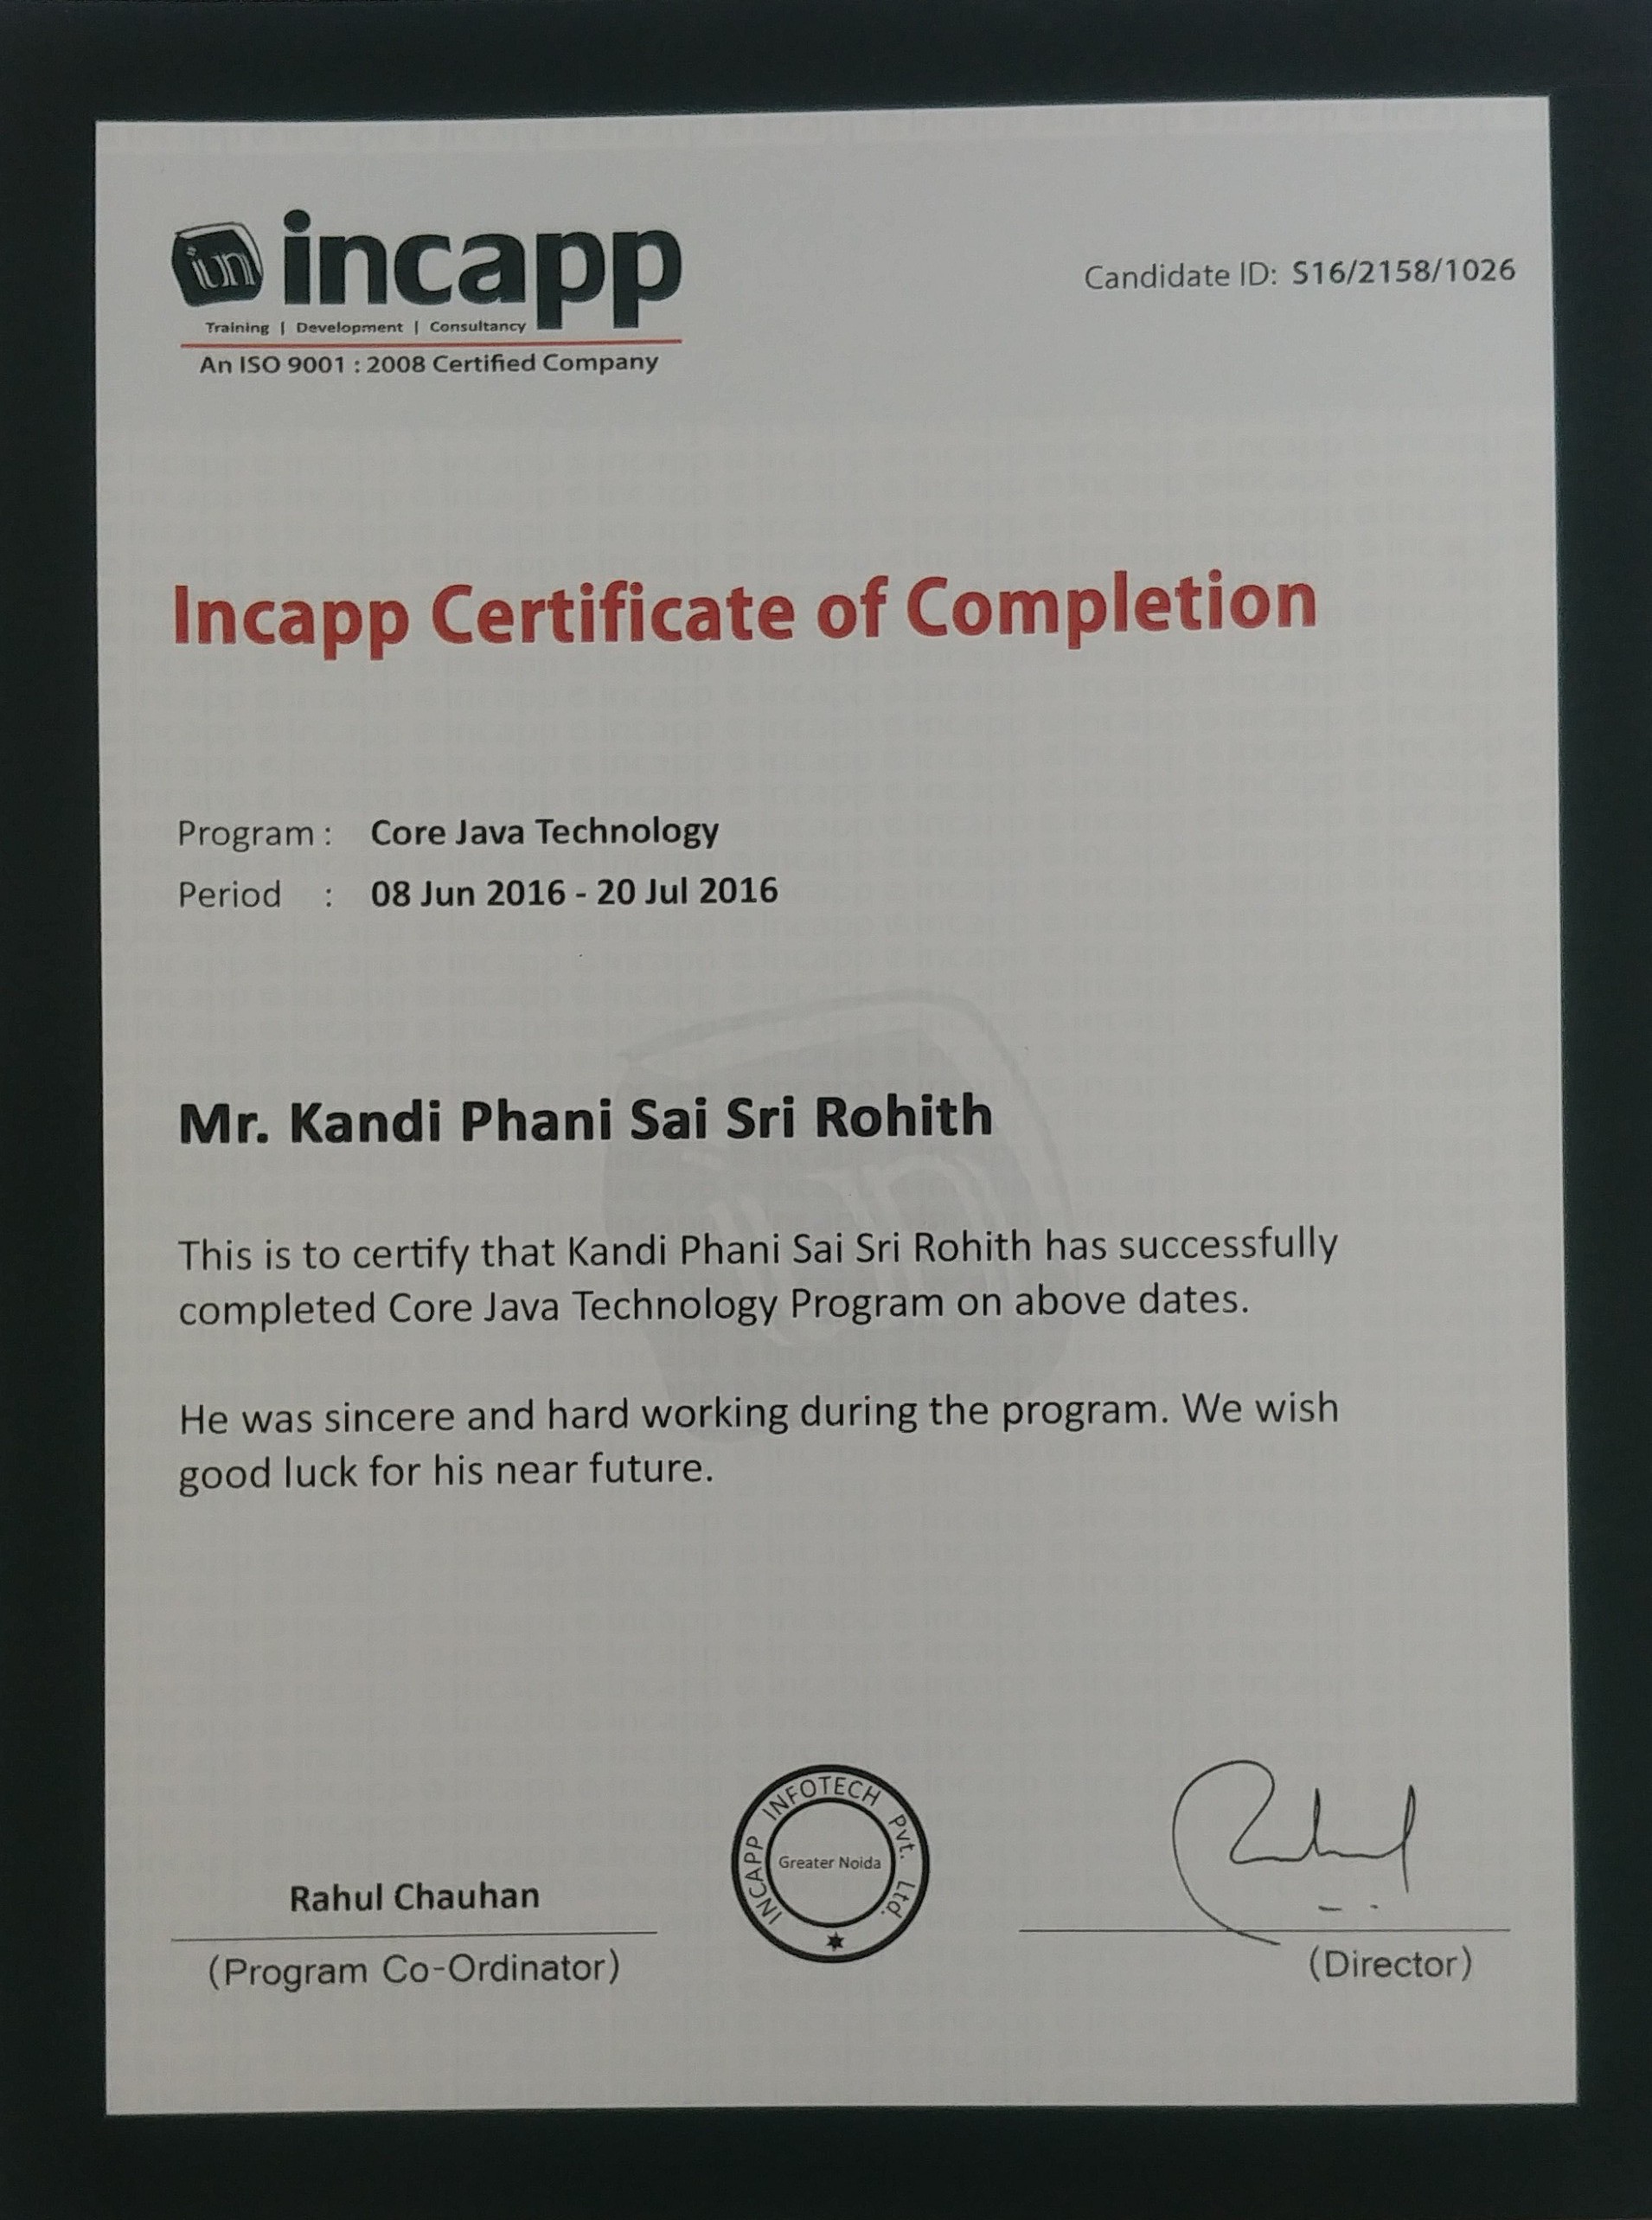 un incapp
Training | Development | Consultancy
An ISO 9001 : 2008 Certified Company
Candidate ID: S16/2158/1026
Incapp Certificate of Completion
Program : Core Java Technology
Period : 08 Jun 2016 - 20 Jul 2016
Mr. Kandi Phani Sai Sri Rohith
This is to certify that Kandi Phani Sai Sri Rohith has successfully
completed Core Java Technology Program on above dates.
He was sincere and hard working during the program. We wish
good luck for his near future.
Rahul Chauhan
(Program Co-Ordinator)
INCAPP INFOTECH Pvt. Ltd.
Greater Noida
(Director)